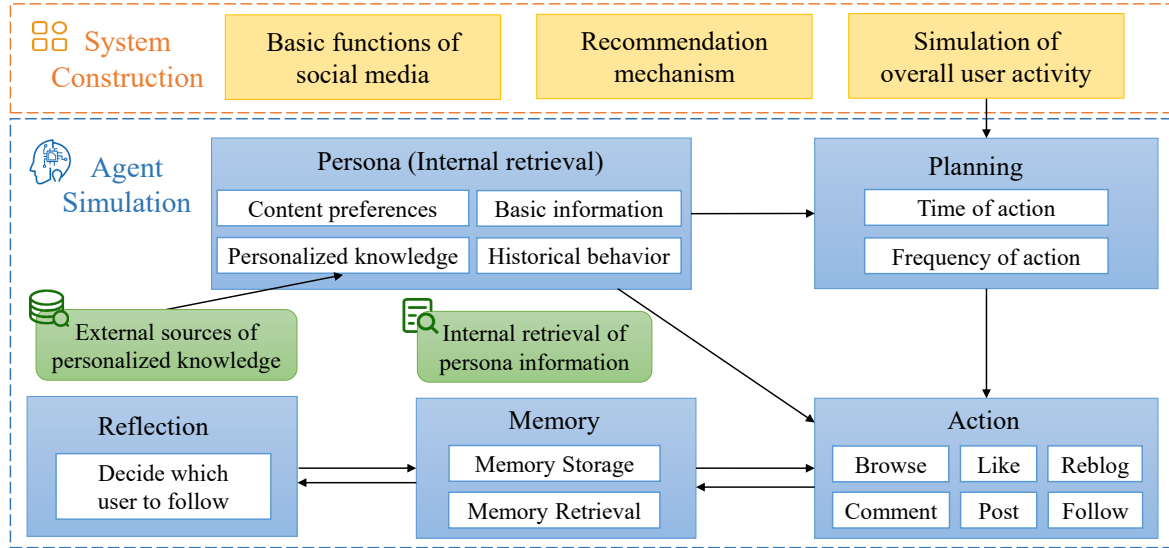 System
Construction
Basic functions of
social media
Recommendation
mechanism
Simulation of
overall user activity
Agent
Simulation
Persona (Internal retrieval)
Content preferences
Basic information
Personalized knowledge
Historical behavior
Planning
Time of action
Frequency of action
External sources of
personalized knowledge
Internal retrieval of
persona information
Reflection
Decide which
user to follow
Memory
Memory Storage
Memory Retrieval
Action
Browse
Like
Reblog
Comment
Post
Follow